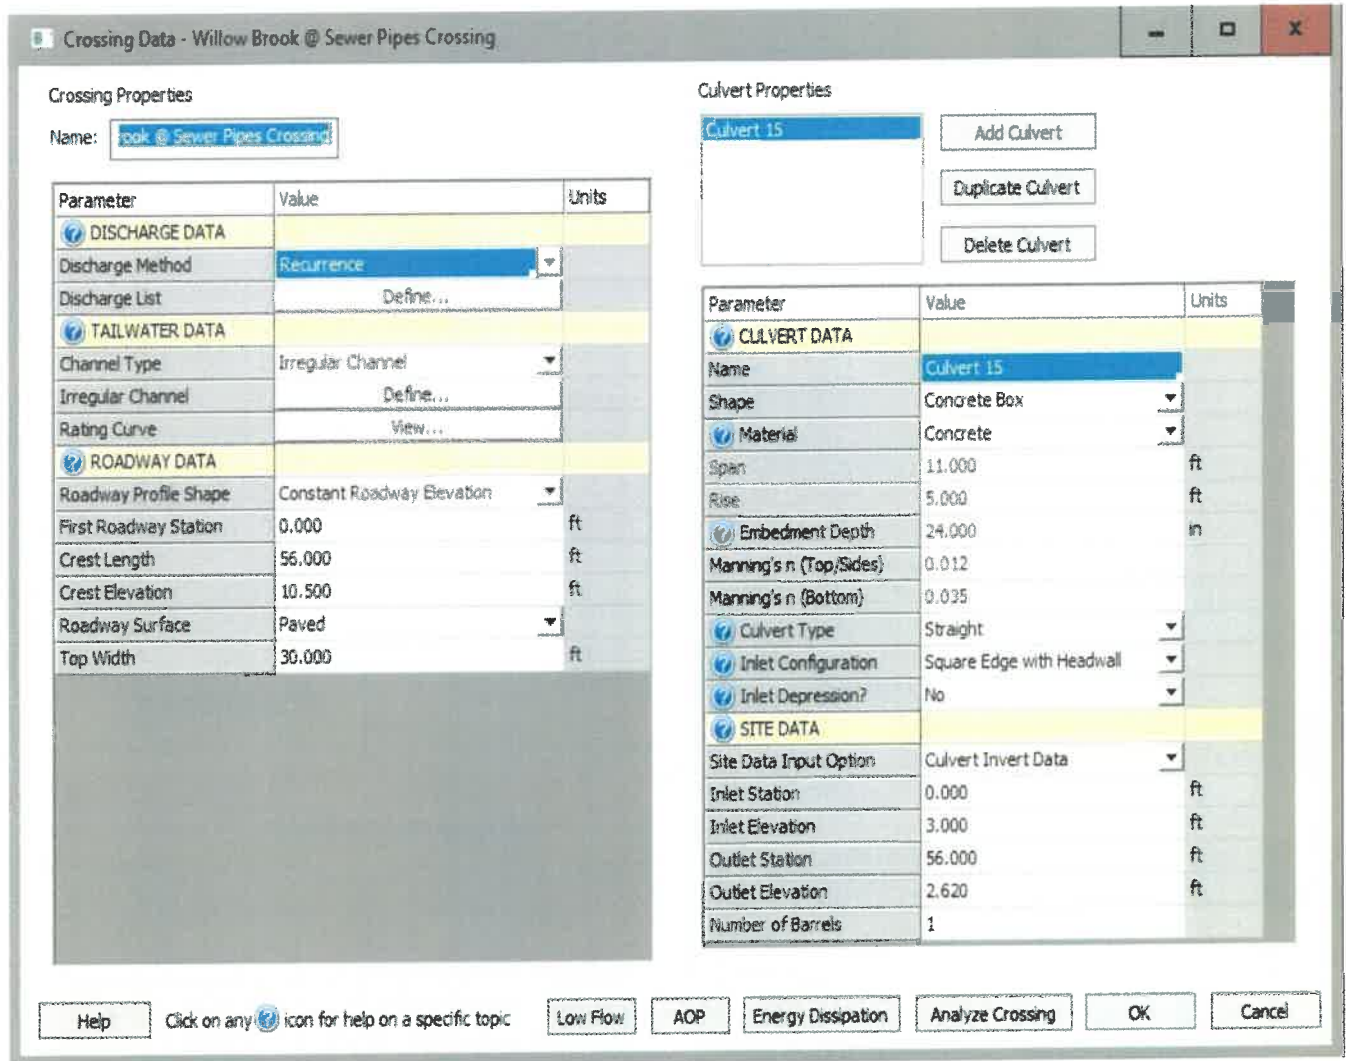 Crossing Data - Willow Brook @ Sewer Pipes Crossing
Crossing Properties
Name: rook @ Sewer Pipes Crossing
Parameter Value Units
DISCHARGE DATA
Discharge Method Recurrence
Discharge List Define...
TAILWATER DATA
Channel Type Irregular Channel
Irregular Channel Define...
Rating Curve View...
ROADWAY DATA
Roadway Profile Shape Constant Roadway Elevation
First Roadway Station 0.000 ft
Crest Length 56.000 ft
Crest Elevation 10.500 ft
Roadway Surface Paved
Top Width 30.000 ft
Culvert Properties
Culvert 15
Add Culvert
Duplicate Culvert
Delete Culvert
Parameter Value Units
CULVERT DATA
Name Culvert 15
Shape Concrete Box
Material Concrete
Span 11.000 ft
Rise 5.000 ft
Embedment Depth 24.000 in
Manning's n (Top/Sides) 0.012
Manning's n (Bottom) 0.035
Culvert Type Straight
Inlet Configuration Square Edge with Headwall
Inlet Depression? No
SITE DATA
Site Data Input Option Culvert Invert Data
Inlet Station 0.000 ft
Inlet Elevation 3.000 ft
Outlet Station 56.000 ft
Outlet Elevation 2.620 ft
Number of Barrels 1
Help Click on any ? icon for help on a specific topic Low Flow AOP Energy Dissipation Analyze Crossing OK Cancel